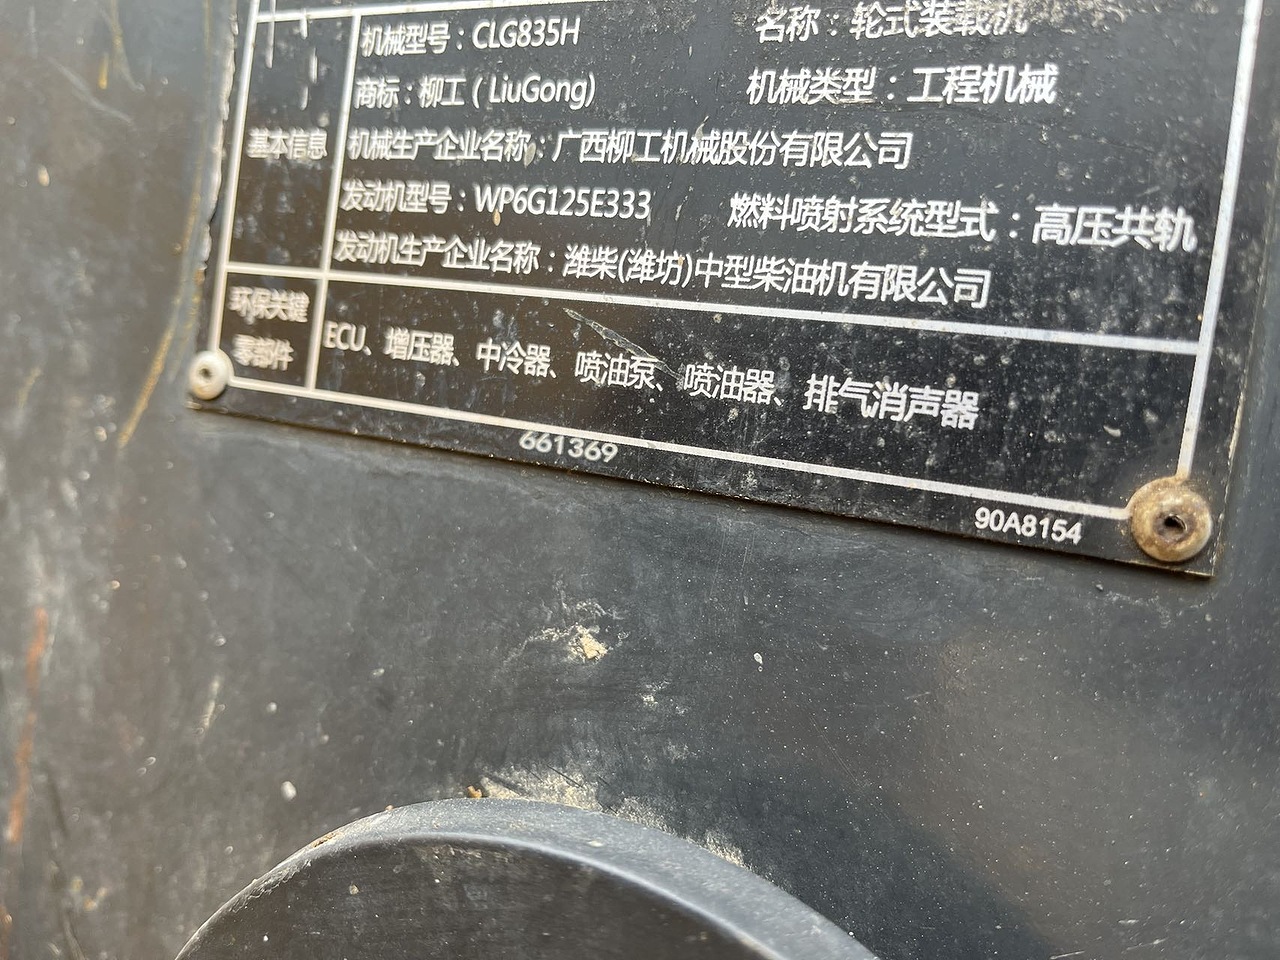 机械型号：CLG835H 名称：轮式装载机
商标：柳工（LiuGong） 机械类型：工程机械
基本信息
机械生产企业名称：广西柳工机械股份有限公司
发动机型号：WP6G125E333 燃料喷射系统型式：高压共轨
发动机生产企业名称：潍柴(潍坊)中型柴油机有限公司
环保关键
零部件
ECU、增压器、中冷器、喷油泵、喷油器、排气消声器
661369
90A8154